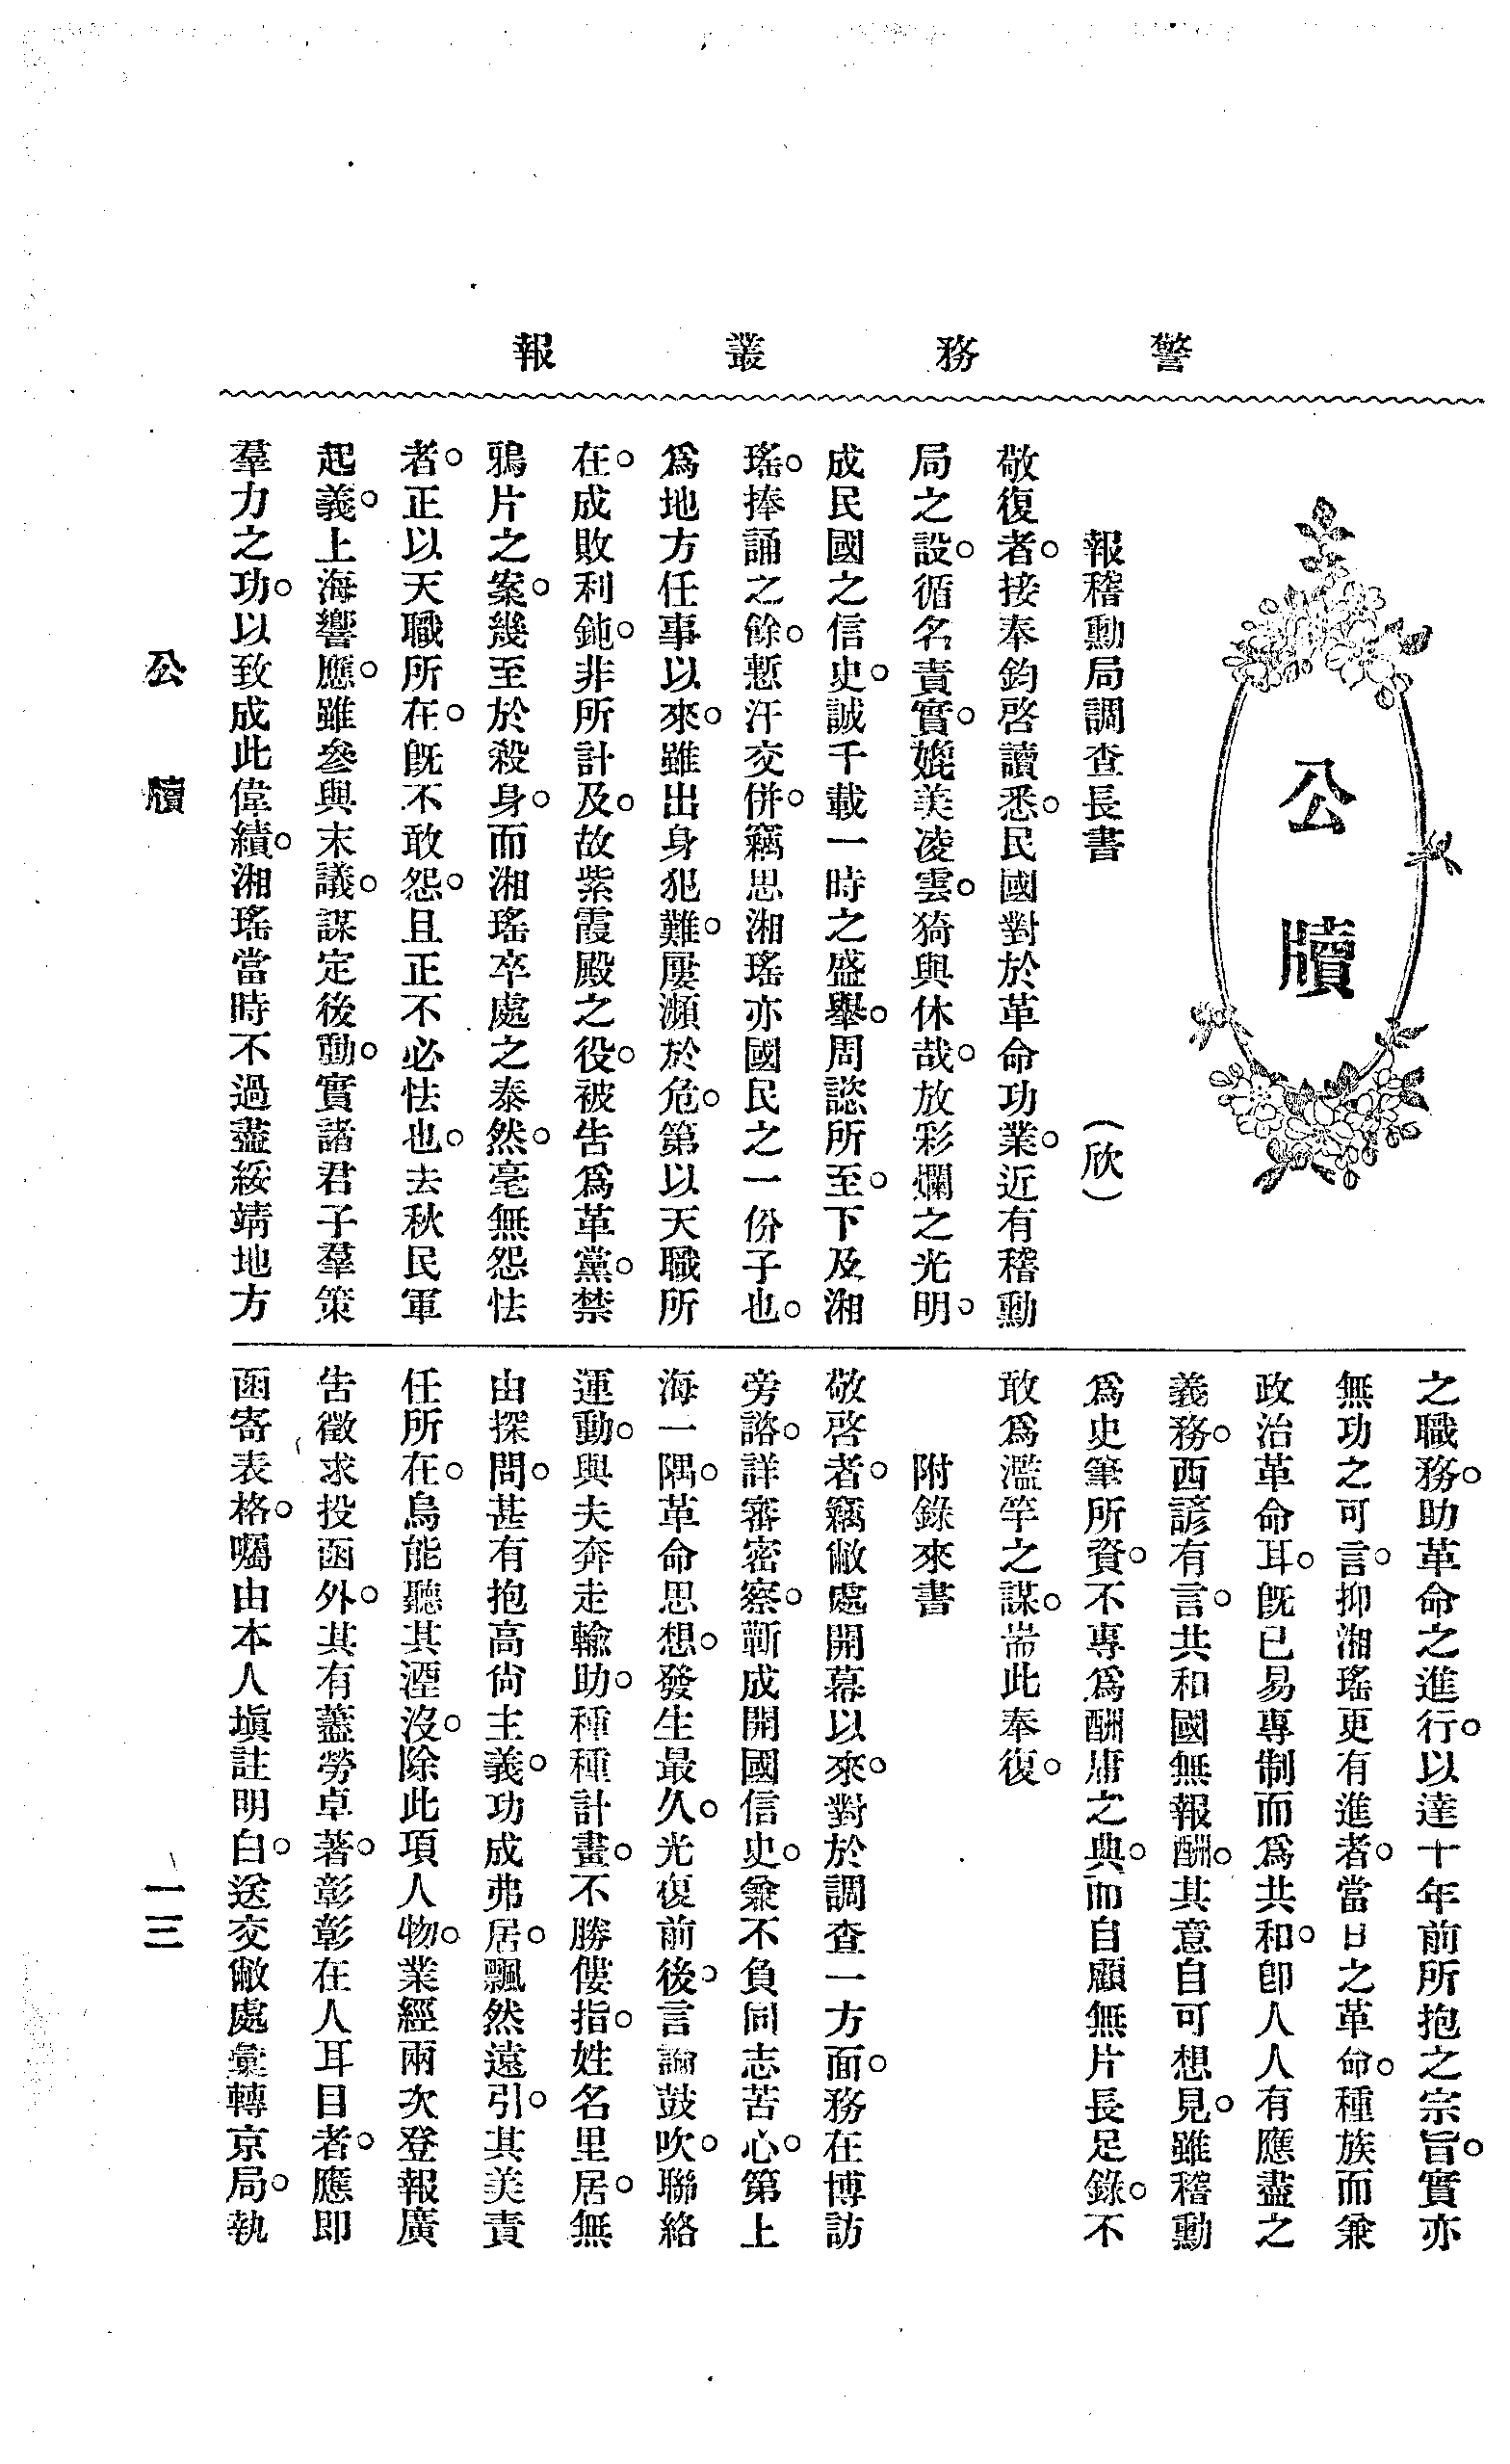 警務叢報
公牘
報稽勳局調查長書　（欣）
敬復者。接奉鈞啓讀悉。民國對於革命功業。近有稽勳
局之設。循名責實。媲美凌雲。猗與休哉。放彩爛之光明。
成民國之信史。誠千載一時之盛舉。周諮所至。下及湘
瑤。捧誦之餘。慙汗交併。竊思湘瑤亦國民之一份子也。
爲地方任事以來。雖出身犯難。屢瀕於危。第以天職所
在。成敗利鈍。非所計及。故紫霞殿之役。被告爲革黨。禁
鴉片之案。幾至於殺身。而湘瑤卒處之泰然。毫無怨怯
者。正以天職所在。旣不敢怨。且正不必怯也。去秋民軍
起義。上海響應。雖參與末議。謀定後動。實諸君子羣策
羣力之功。以致成此偉績。湘瑤當時不過盡綏靖地方
之職務。助革命之進行。以達十年前所抱之宗旨。實亦
無功之可言。抑湘瑤更有進者。當日之革命。種族而兼
政治革命耳。旣已易專制而爲共和。卽人人有應盡之
義務。西諺有言。共和國無報酬。其意自可想見。雖稽勳
爲史筆所資。不專爲酬庸之典。而自顧無片長足錄。不
敢爲濫竽之謀。耑此奉復。
附錄來書
敬啓者。竊敝處開幕以來。對於調查一方面。務在博訪
旁諮。詳審密察。蘄成開國信史。兼不負同志苦心。第上
海一隅。革命思想。發生最久。光復前後。言論鼓吹。聯絡
運動。與夫奔走輸助。種種計畫。不勝僂指。姓名里居。無
由探問。甚有抱高尙主義。功成弗居。飄然遠引。其美責
任所在。烏能聽其湮沒。除此項人物。業經兩次登報廣
告徵求投函外。其有藎勞卓著。彰彰在人耳目者。應即
函寄表格。囑由本人塡註明白。送交敝處彙轉京局。執
公牘
一三